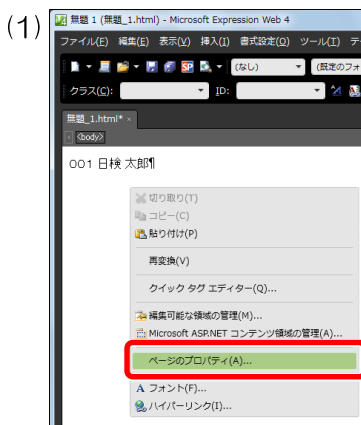 (1)
無題 1 (無題_1.html) - Microsoft Expression Web 4
ファイル(F) 編集(E) 表示(V) 挿入(I) 書式設定(O) ツール(T) テ
(なし) (既定のフォ
クラス(C): ID:
無題_1.html* ×
<body>
001 日検 太郎¶
切り取り(T)
コピー(C)
貼り付け(P)
再変換(V)
クイック タグ エディター(Q)...
編集可能な領域の管理(M)...
Microsoft ASP.NET コンテンツ領域の管理(A)...
ページのプロパティ(A)...
フォント(F)...
ハイパーリンク(I)...